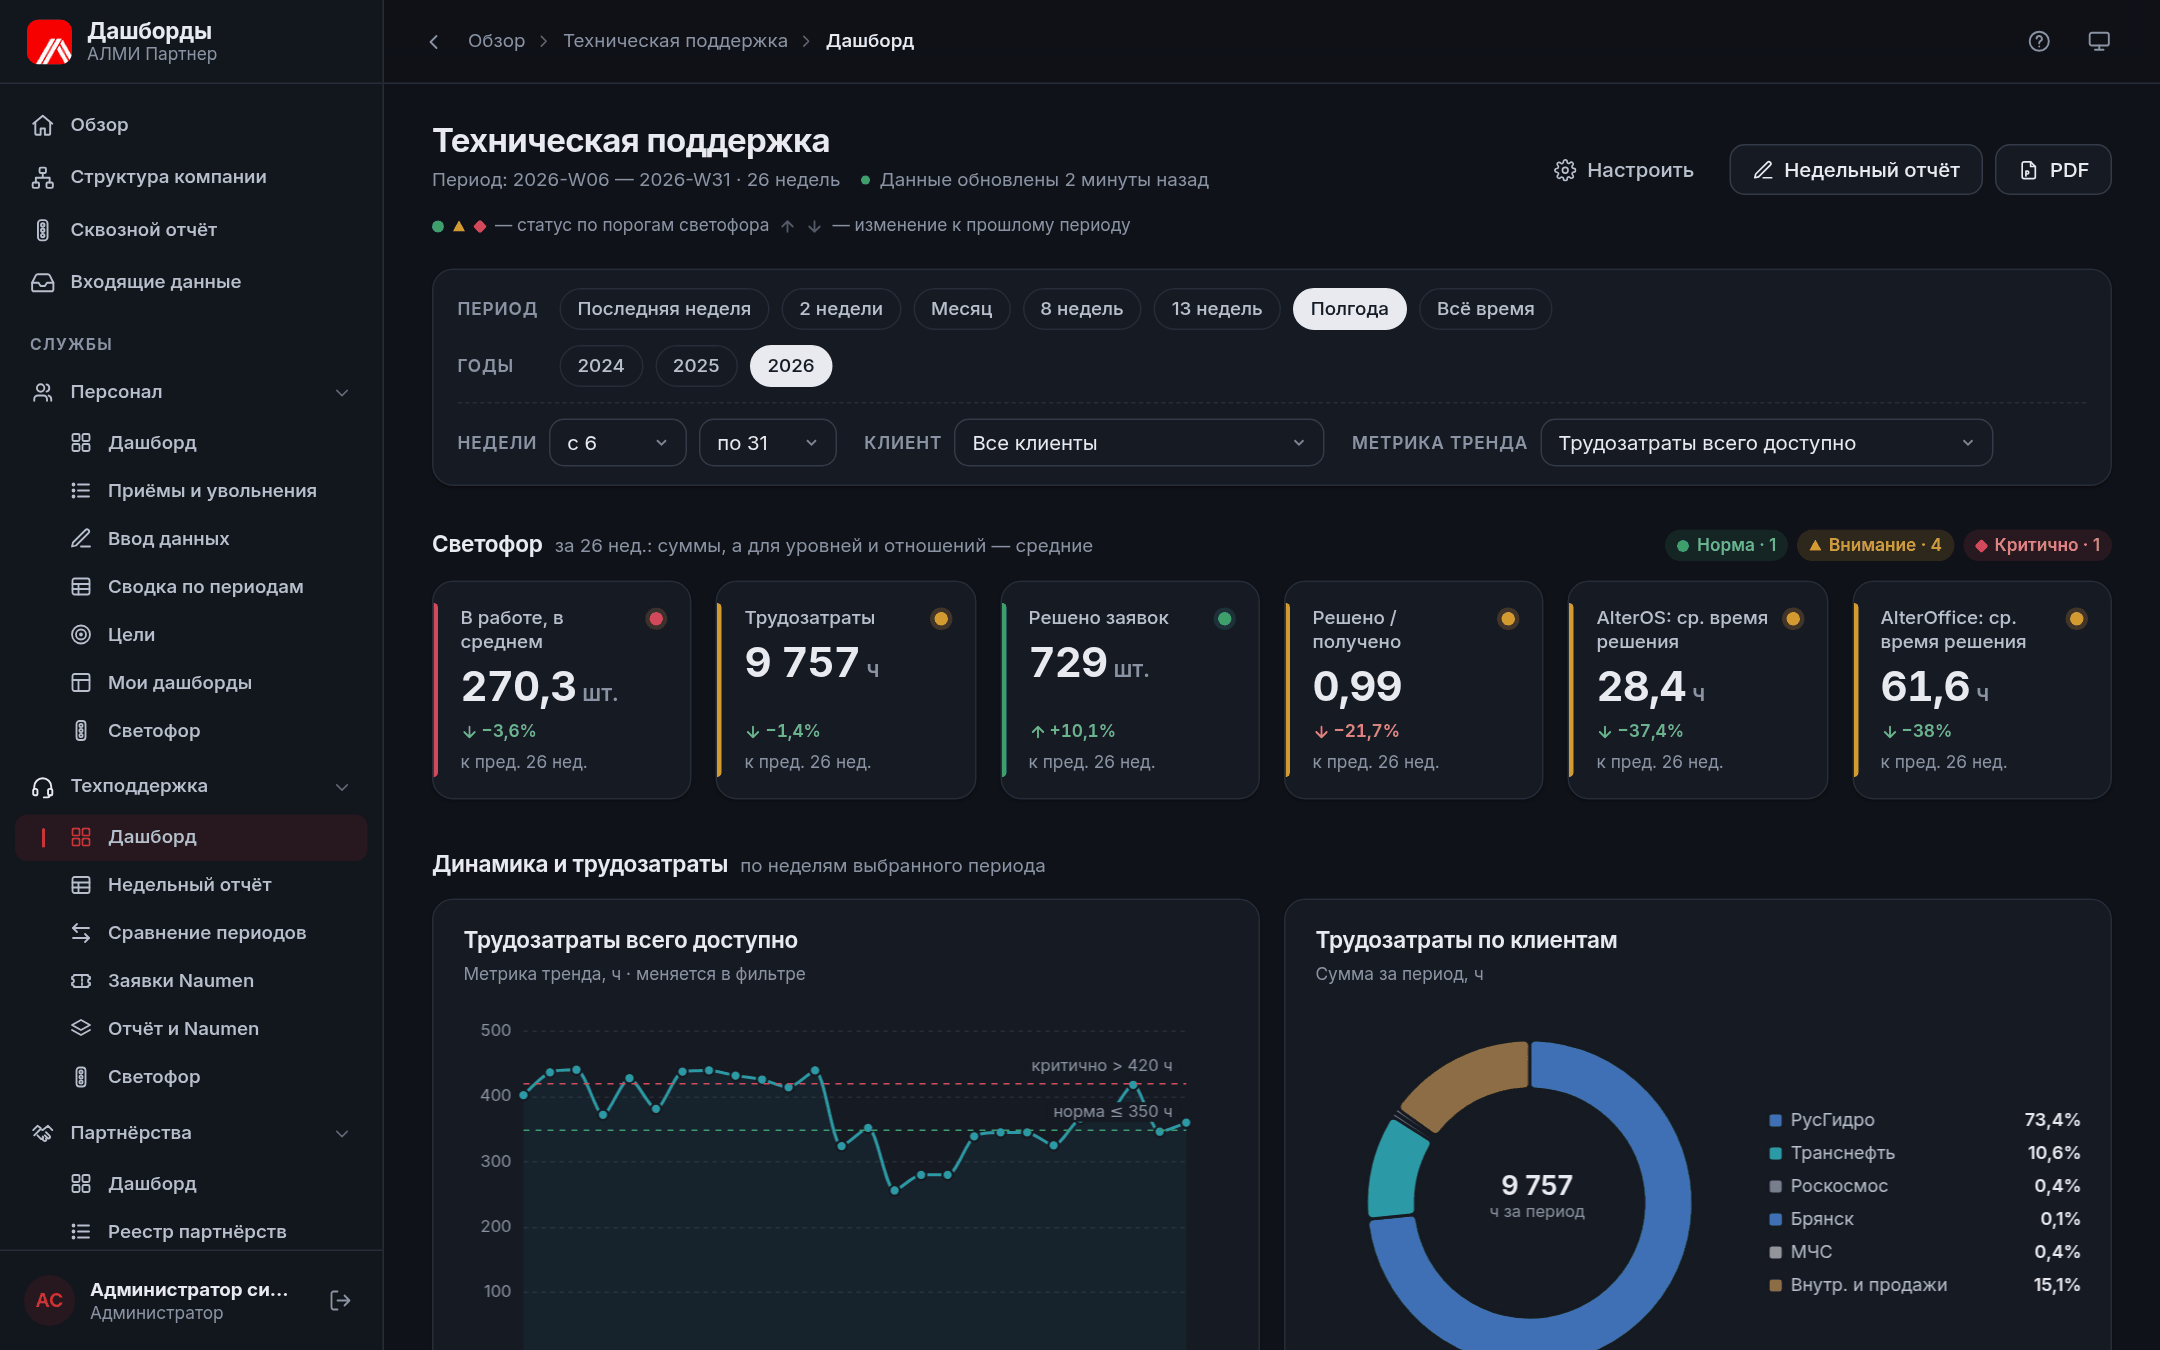 Дашборды
АЛМИ Партнер
Обзор
Структура компании
Сквозной отчёт
Входящие данные
СЛУЖБЫ
Персонал
Дашборд
Приёмы и увольнения
Ввод данных
Сводка по периодам
Цели
Мои дашборды
Светофор
Техподдержка
Дашборд
Недельный отчёт
Сравнение периодов
Заявки Naumen
Отчёт и Naumen
Светофор
Партнёрства
Дашборд
Реестр партнёрств
АС
Администратор си...
Администратор
Обзор > Техническая поддержка > Дашборд
Техническая поддержка
Период: 2026-W06 — 2026-W31 · 26 недель Данные обновлены 2 минуты назад
— статус по порогам светофора ↑ ↓ — изменение к прошлому периоду
Настроить
Недельный отчёт
PDF
ПЕРИОД Последняя неделя 2 недели Месяц 8 недель 13 недель Полгода Всё время
ГОДЫ 2024 2025 2026
НЕДЕЛИ с 6 по 31 КЛИЕНТ Все клиенты МЕТРИКА ТРЕНДА Трудозатраты всего доступно
Светофор за 26 нед.: суммы, а для уровней и отношений — средние
Норма · 1 Внимание · 4 Критично · 1
В работе, в
среднем
270,3 шт.
↓ −3,6%
к пред. 26 нед.
Трудозатраты
9 757 ч
↓ −1,4%
к пред. 26 нед.
Решено заявок
729 шт.
↑ +10,1%
к пред. 26 нед.
Решено /
получено
0,99
↓ −21,7%
к пред. 26 нед.
AlterOS: ср. время
решения
28,4 ч
↓ −37,4%
к пред. 26 нед.
AlterOffice: ср.
время решения
61,6 ч
↓ −38%
к пред. 26 нед.
Динамика и трудозатраты по неделям выбранного периода
Трудозатраты всего доступно
Метрика тренда, ч · меняется в фильтре
500
400
300
200
100
критично > 420 ч
норма ≤ 350 ч
Трудозатраты по клиентам
Сумма за период, ч
9 757
ч за период
РусГидро 73,4%
Транснефть 10,6%
Роскосмос 0,4%
Брянск 0,1%
МЧС 0,4%
Внутр. и продажи 15,1%